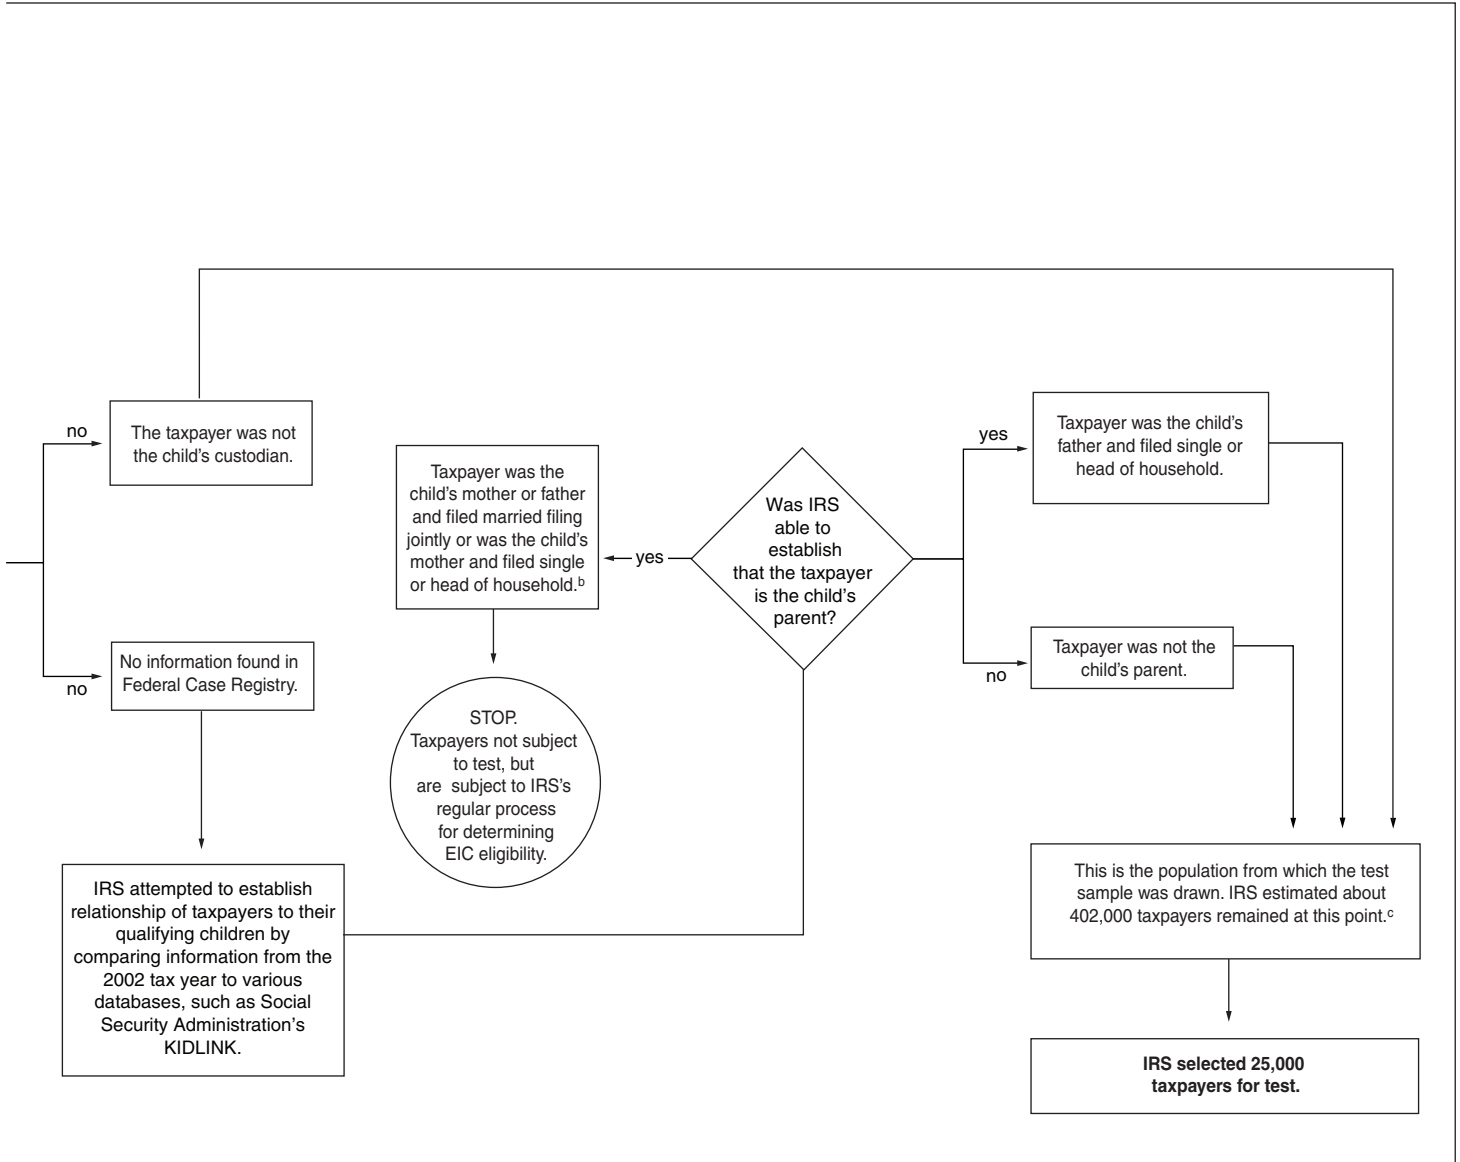 no
The taxpayer was not
the child's custodian.
no
No information found in
Federal Case Registry.
IRS attempted to establish
relationship of taxpayers to their
qualifying children by
comparing information from the
2002 tax year to various
databases, such as Social
Security Administration's
KIDLINK.
Taxpayer was the
child's mother or father
and filed married filing
jointly or was the child's
mother and filed single
or head of household.b
yes
STOP.
Taxpayers not subject
to test, but
are subject to IRS's
regular process
for determining
EIC eligibility.
Was IRS
able to
establish
that the taxpayer
is the child's
parent?
yes
Taxpayer was the child's
father and filed single or
head of household.
no
Taxpayer was not the
child's parent.
This is the population from which the test
sample was drawn. IRS estimated about
402,000 taxpayers remained at this point.c
IRS selected 25,000
taxpayers for test.